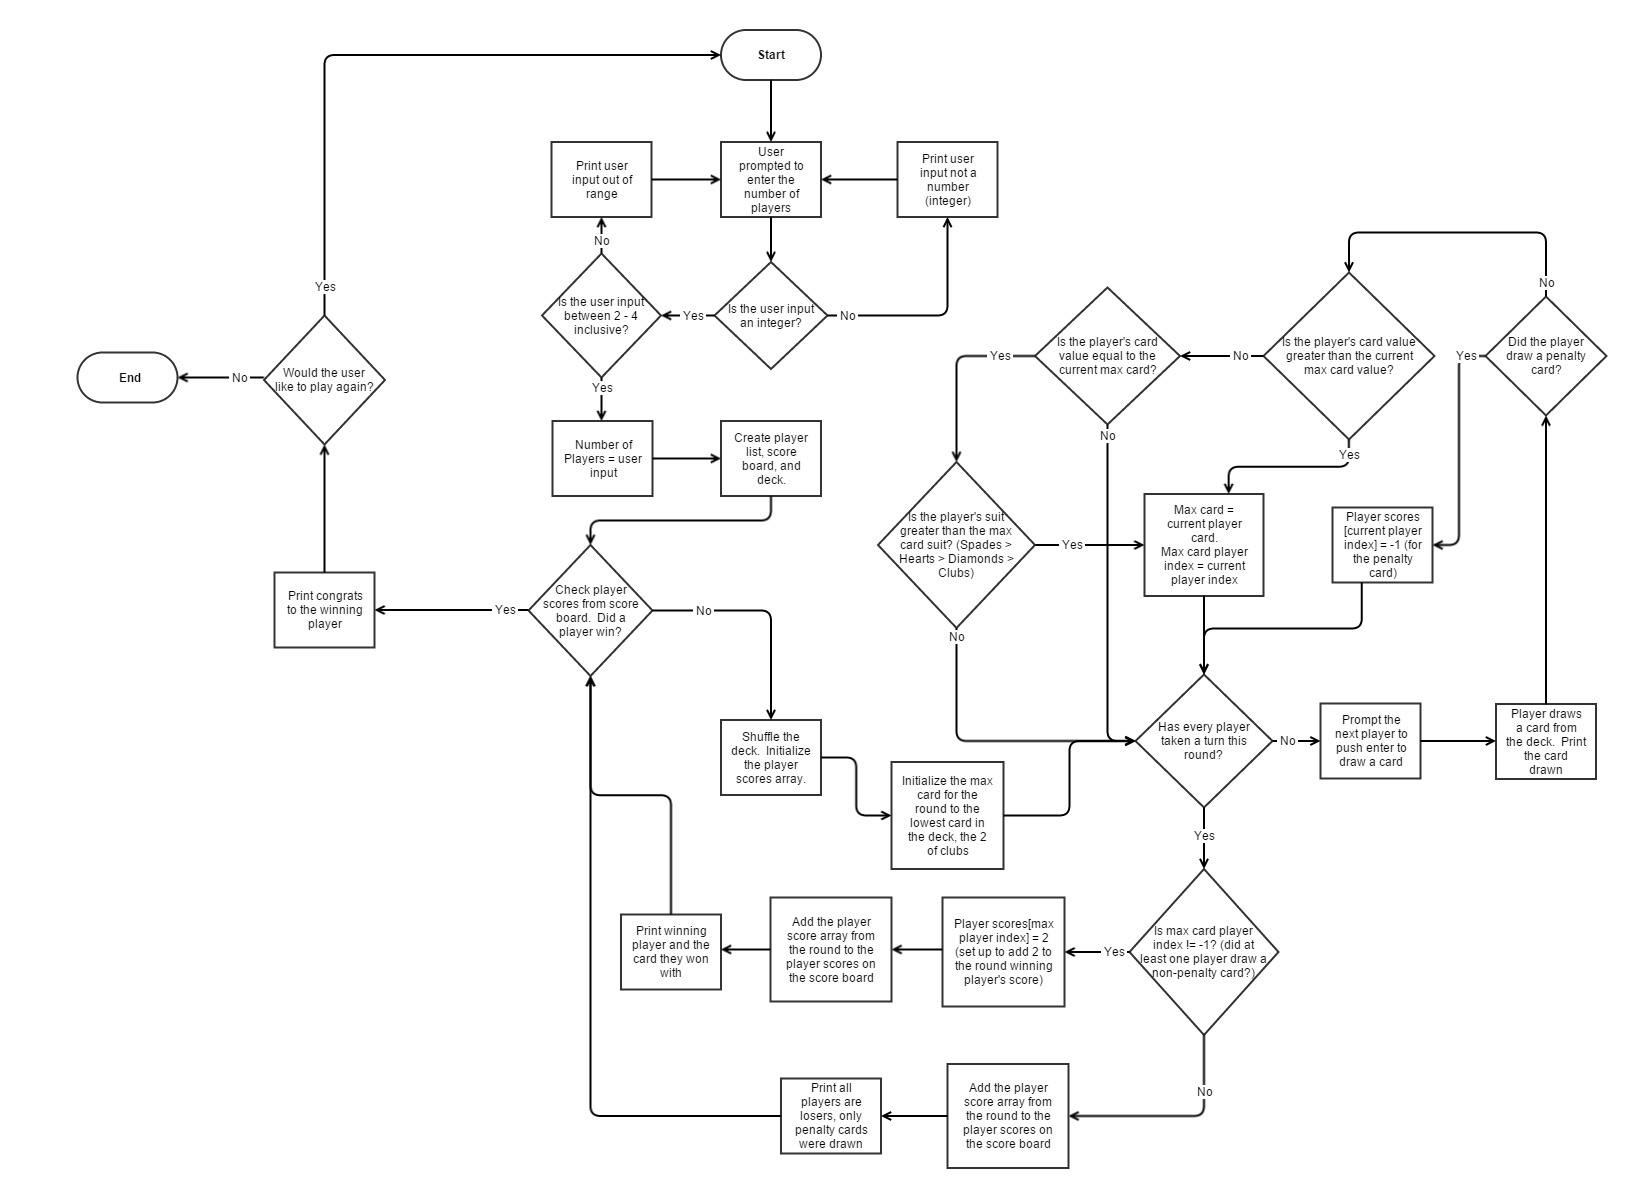 Start
Print user
input out of
range
User
prompted to
enter the
number of
players
Print user
input not a
number
(integer)
No
Is the user input
between 2 - 4
inclusive?
Yes
Is the user input
an integer?
No
Yes
Would the user
like to play again?
No
End
Yes
Number of
Players = user
input
Create player
list, score
board, and
deck.
Is the player's card
value equal to the
current max card?
Yes
No
No
Is the player's card value
greater than the current
max card value?
Yes
No
Did the player
draw a penalty
card?
Yes
Is the player's suit
greater than the max
card suit? (Spades >
Hearts > Diamonds >
Clubs)
Yes
No
Max card =
current player
card.
Max card player
index = current
player index
Player scores
[current player
index] = -1 (for
the penalty
card)
Print congrats
to the winning
player
Yes
Check player
scores from score
board.  Did a
player win?
No
Shuffle the
deck.  Initialize
the player
scores array.
Initialize the max
card for the
round to the
lowest card in
the deck, the 2
of clubs
Has every player
taken a turn this
round?
No
Prompt the
next player to
push enter to
draw a card
Player draws
a card from
the deck.  Print
the card
drawn
Yes
Print winning
player and the
card they won
with
Add the player
score array from
the round to the
player scores on
the score board
Player scores[max
player index] = 2
(set up to add 2 to
the round winning
player's score)
Yes
Is max card player
index != -1? (did at
least one player draw a
non-penalty card?)
No
Print all
players are
losers, only
penalty cards
were drawn
Add the player
score array from
the round to the
player scores on
the score board